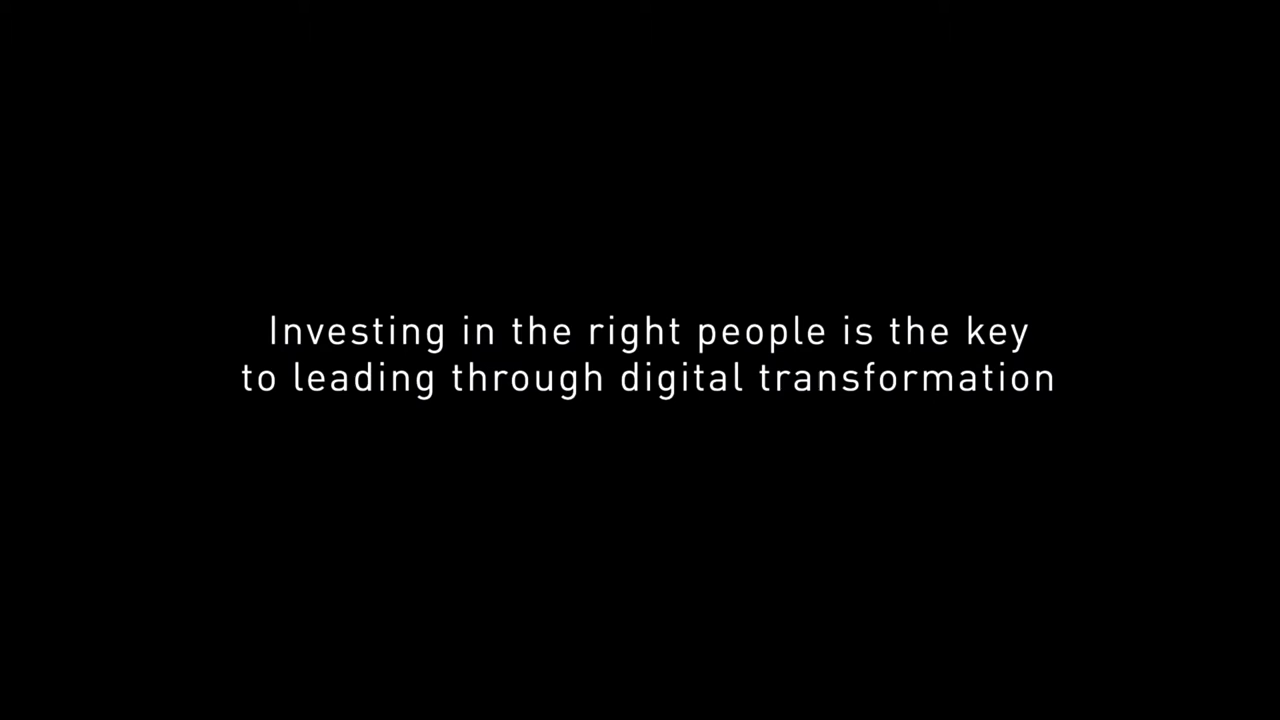 Investing in the right people is the key
to leading through digital transformation